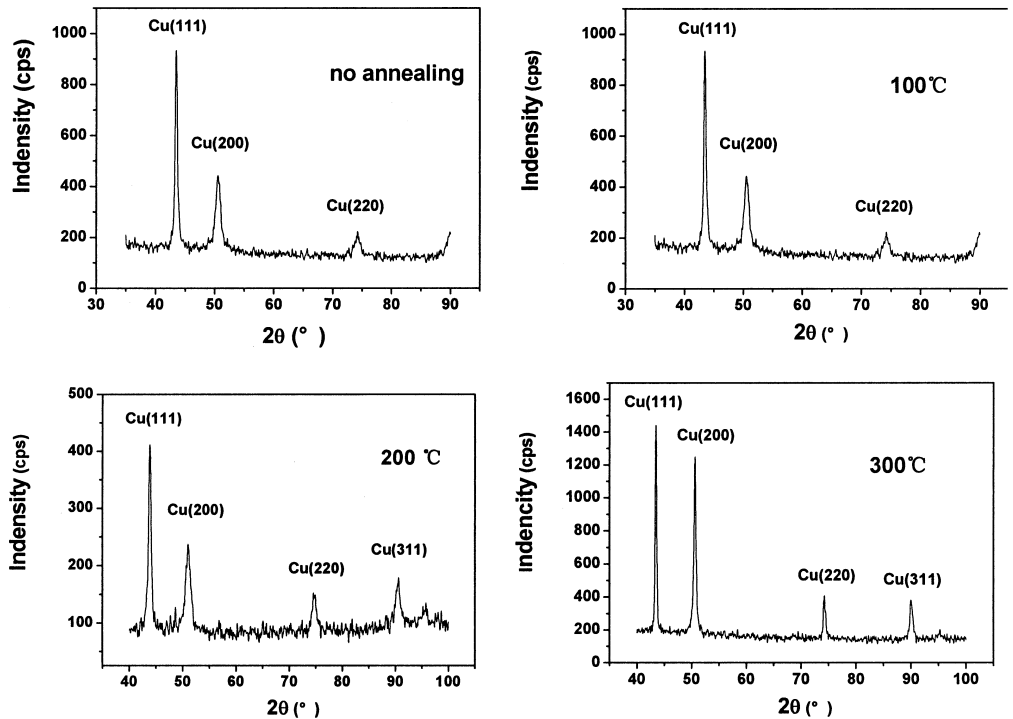 Indensity (cps)
1000
800
600
400
200
0
Cu(111)
Cu(200)
Cu(220)
no annealing
30 40 50 60 70 80 90
2θ (° )
Indensity (cps)
1000
800
600
400
200
0
Cu(111)
Cu(200)
Cu(220)
100℃
30 40 50 60 70 80 90
2θ (° )
Indensity (cps)
500
400
300
200
100
Cu(111)
Cu(200)
Cu(220)
Cu(311)
200 ℃
40 50 60 70 80 90 100
2θ (° )
Indencity (cps)
1600
1400
1200
1000
800
600
400
200
0
Cu(111)
Cu(200)
Cu(220)
Cu(311)
300℃
40 50 60 70 80 90 100
2θ (° )